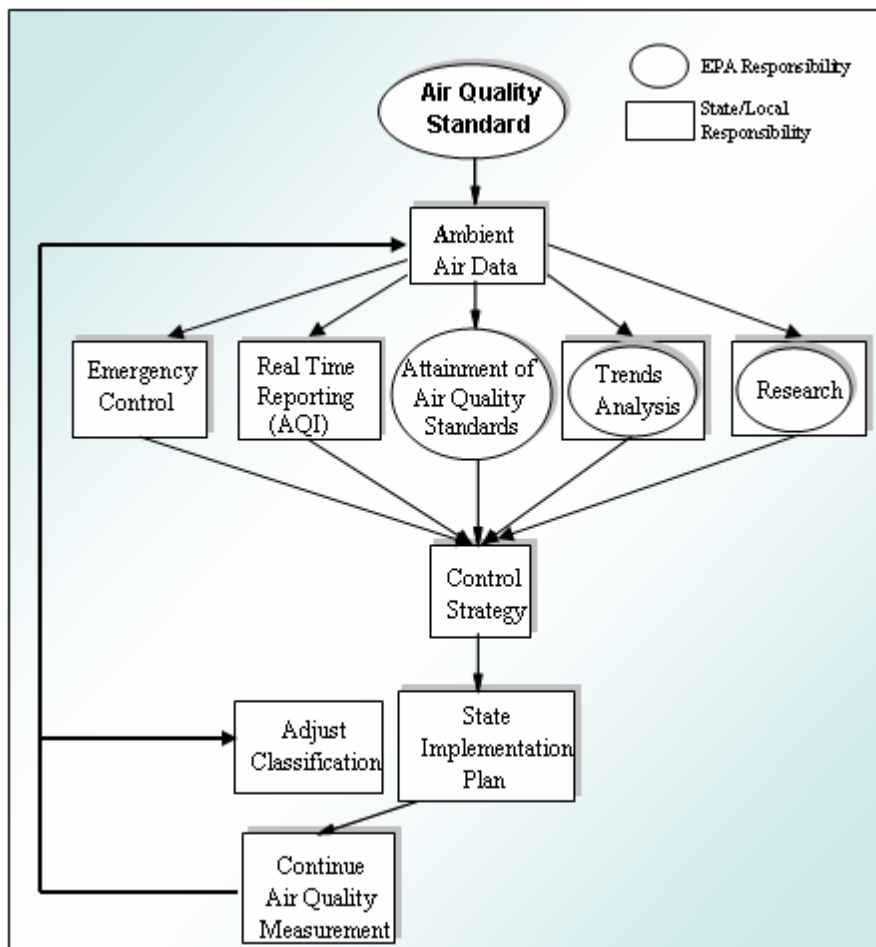 EPA Responsibility
State/Local
Responsibility
Air Quality
Standard
Ambient
Air Data
Emergency
Control
Real Time
Reporting
(AQI)
Attainment of
Air Quality
Standards
Trends
Analysis
Research
Control
Strategy
Adjust
Classification
State
Implementation
Plan
Continue
Air Quality
Measurement